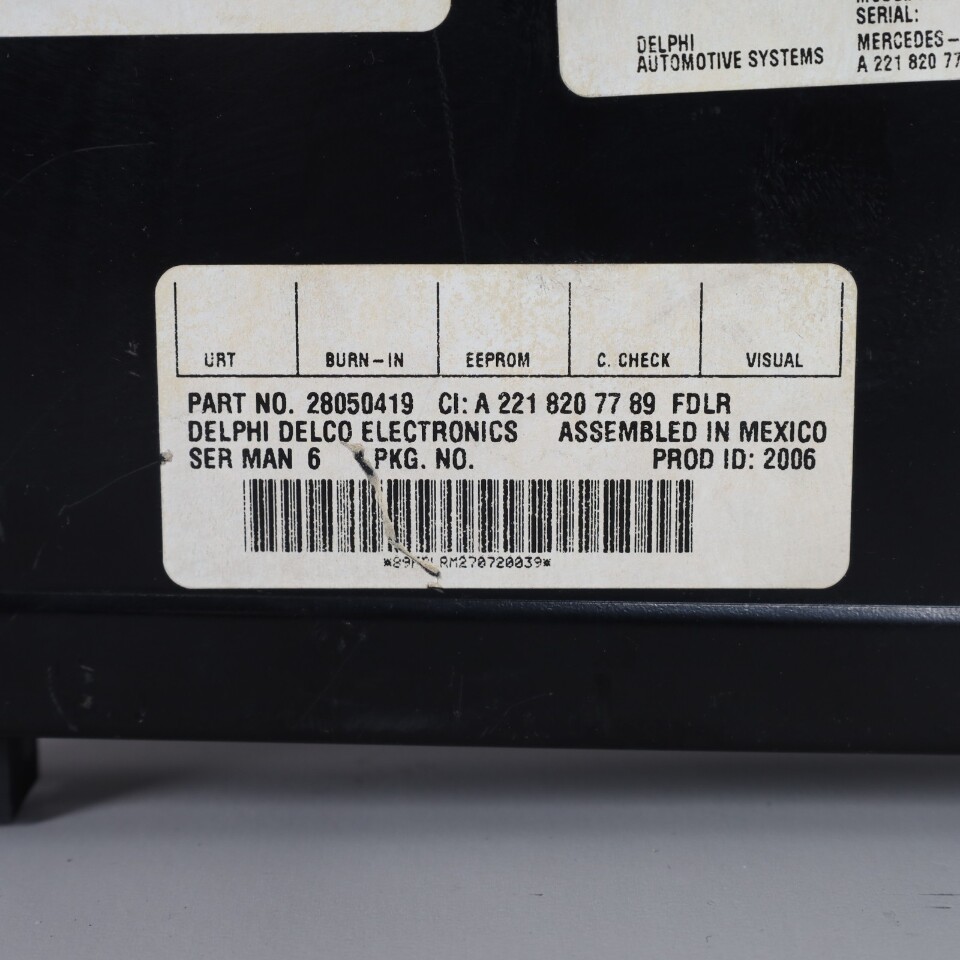 SERIAL:
DELPHI MERCEDES-
AUTOMOTIVE SYSTEMS A 221 820 77
URT BURN-IN EEPROM C. CHECK VISUAL
PART NO. 28050419 CI: A 221 820 77 89 FDLR
DELPHI DELCO ELECTRONICS ASSEMBLED IN MEXICO
SER MAN 6 PKG. NO. PROD ID: 2006